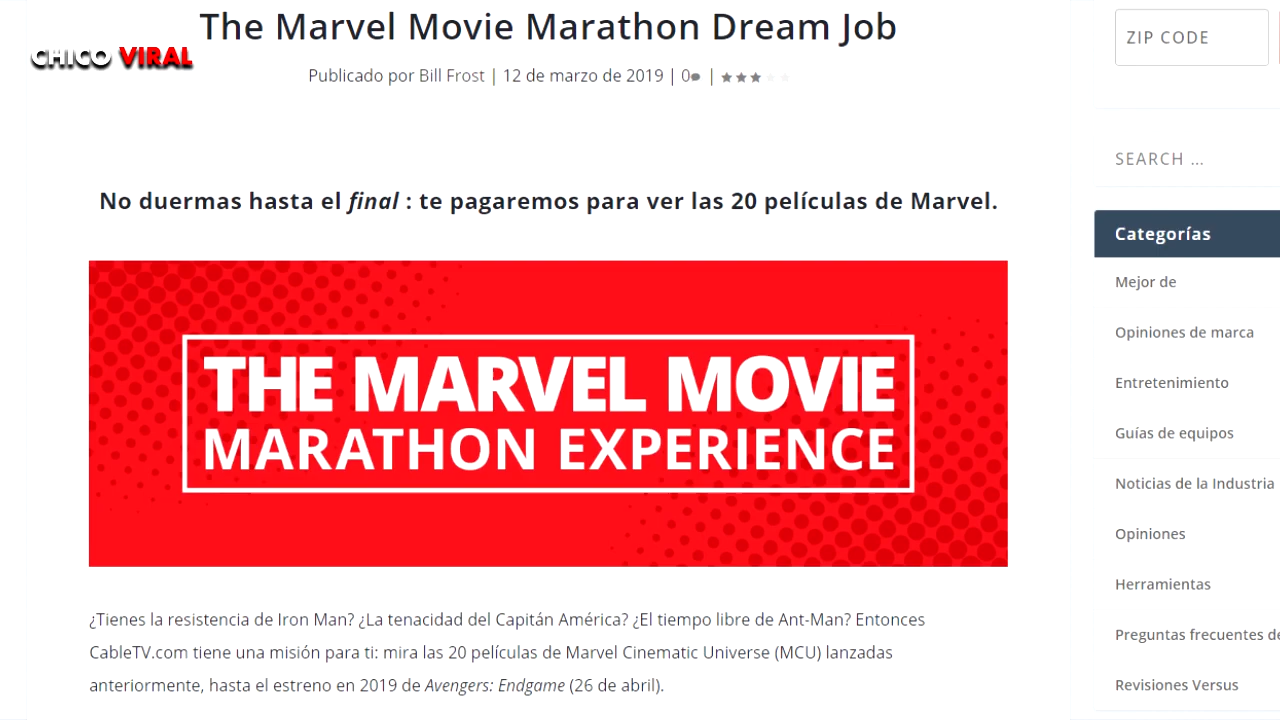 The Marvel Movie Marathon Dream Job
CHICO VIRAL
Publicado por Bill Frost | 12 de marzo de 2019 | 0 |
No duermas hasta el final : te pagaremos para ver las 20 películas de Marvel.
THE MARVEL MOVIE
MARATHON EXPERIENCE
¿Tienes la resistencia de Iron Man? ¿La tenacidad del Capitán América? ¿El tiempo libre de Ant-Man? Entonces
CableTV.com tiene una misión para ti: mira las 20 películas de Marvel Cinematic Universe (MCU) lanzadas
anteriormente, hasta el estreno en 2019 de Avengers: Endgame (26 de abril).
ZIP CODE
SEARCH ...
Categorías
Mejor de
Opiniones de marca
Entretenimiento
Guías de equipos
Noticias de la Industria
Opiniones
Herramientas
Preguntas frecuentes de
Revisiones Versus